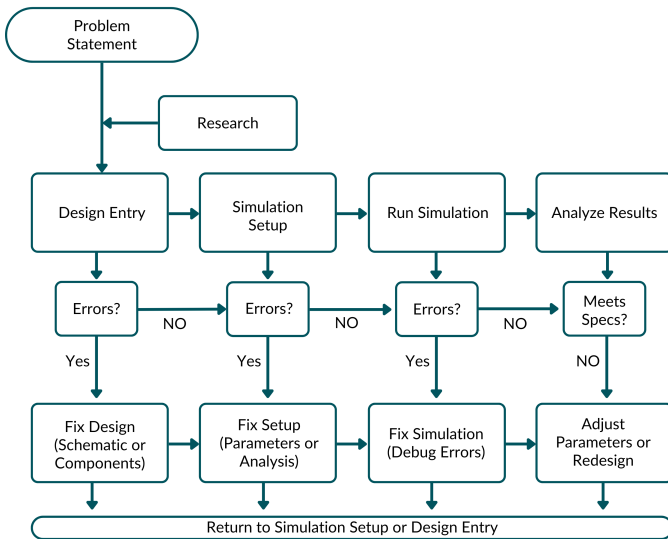 Problem
Statement
Research
Design Entry
Simulation
Setup
Run Simulation
Analyze Results
Errors?
NO
Errors?
NO
Errors?
NO
Meets
Specs?
Yes
Yes
Yes
NO
Fix Design
(Schematic or
Components)
Fix Setup
(Parameters or
Analysis)
Fix Simulation
(Debug Errors)
Adjust
Parameters or
Redesign
Return to Simulation Setup or Design Entry